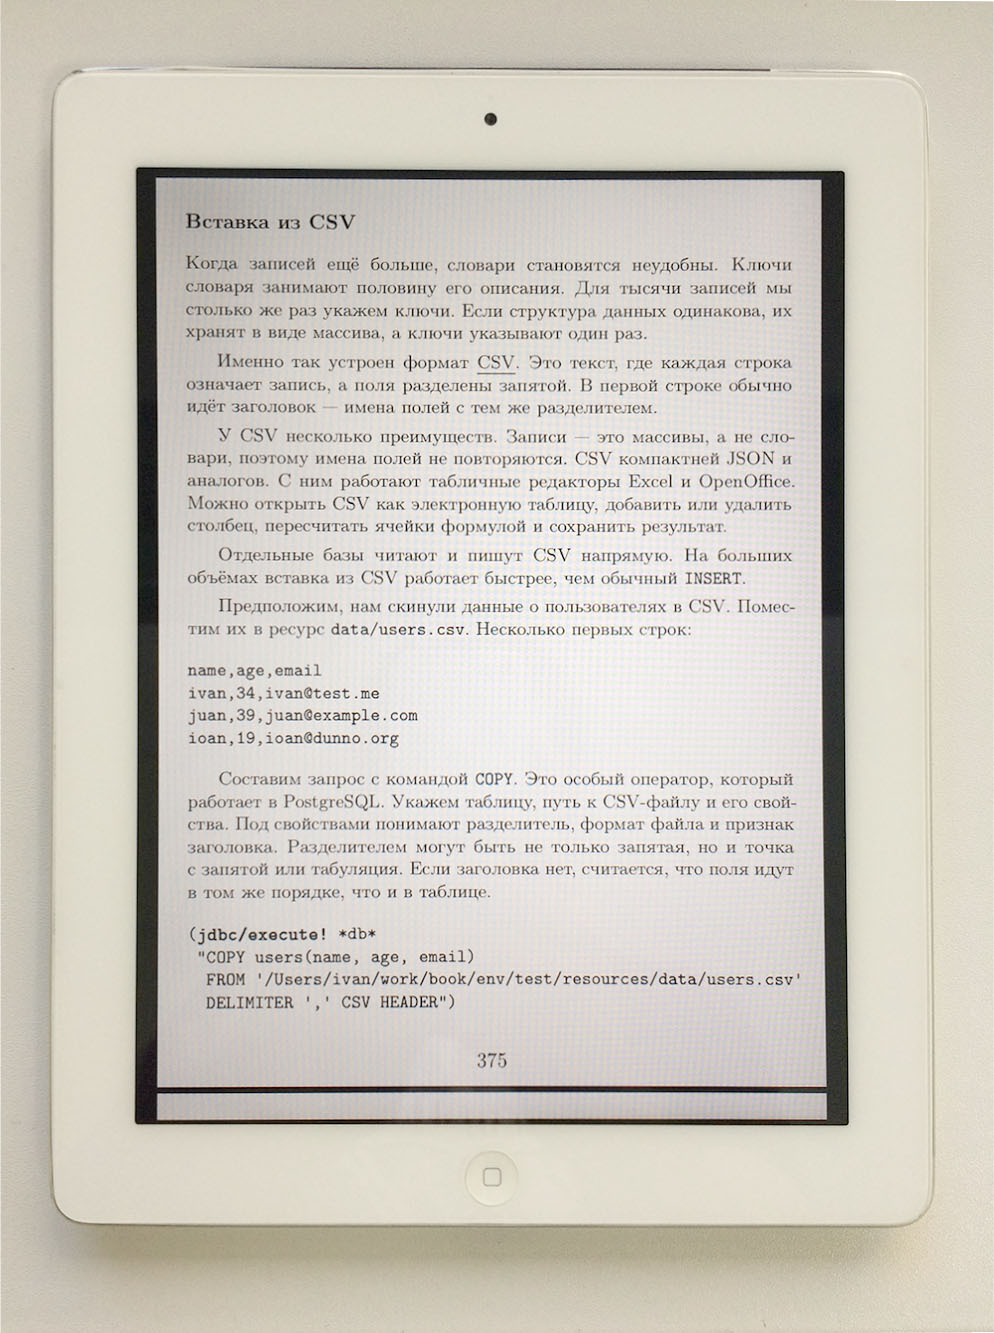 Вставка из CSV
Когда записей ещё больше, словари становятся неудобны. Ключи
словаря занимают половину его описания. Для тысячи записей мы
столько же раз укажем ключи. Если структура данных одинакова, их
хранят в виде массива, а ключи указывают один раз.
Именно так устроен формат CSV. Это текст, где каждая строка
означает запись, а поля разделены запятой. В первой строке обычно
идёт заголовок — имена полей с тем же разделителем.
У CSV несколько преимуществ. Записи — это массивы, а не сло-
вари, поэтому имена полей не повторяются. CSV компактней JSON и
аналогов. С ним работают табличные редакторы Excel и OpenOffice.
Можно открыть CSV как электронную таблицу, добавить или удалить
столбец, пересчитать ячейки формулой и сохранить результат.
Отдельные базы читают и пишут CSV напрямую. На больших
объёмах вставка из CSV работает быстрее, чем обычный INSERT.
Предположим, нам скинули данные о пользователях в CSV. Помес-
тим их в ресурс data/users.csv. Несколько первых строк:
name,age,email
ivan,34,ivan@test.me
juan,39,juan@example.com
ioan,19,ioan@dunno.org
Составим запрос с командой COPY. Это особый оператор, который
работает в PostgreSQL. Укажем таблицу, путь к CSV-файлу и его свой-
ства. Под свойствами понимают разделитель, формат файла и признак
заголовка. Разделителем могут быть не только запятая, но и точка
с запятой или табуляция. Если заголовка нет, считается, что поля идут
в том же порядке, что и в таблице.
(jdbc/execute! *db*
"COPY users(name, age, email)
FROM '/Users/ivan/work/book/env/test/resources/data/users.csv'
DELIMITER ',' CSV HEADER")
375